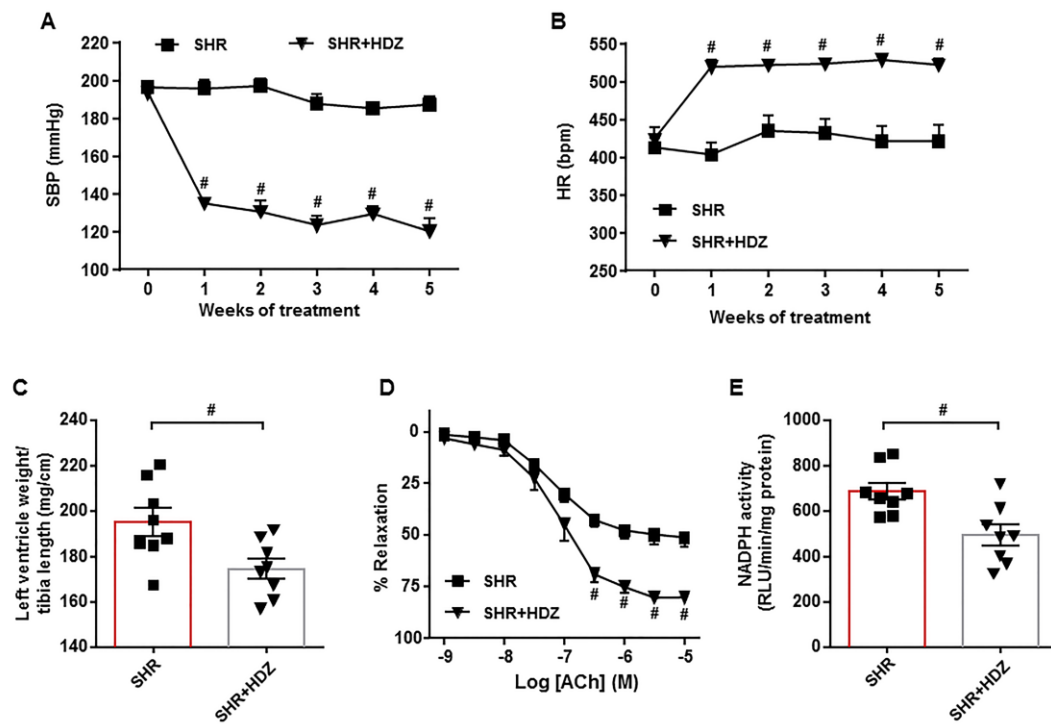 A
SHR
SHR+HDZ
SBP (mmHg)
220
200
180
160
140
120
100
# # # # #
0 1 2 3 4 5
Weeks of treatment
B
HR (bpm)
550
500
450
400
350
300
250
# # # # #
SHR
SHR+HDZ
0 1 2 3 4 5
Weeks of treatment
C
Left ventricle weight/
tibia length (mg/cm)
240
220
200
180
160
140
#
SHR
SHR+HDZ
D
% Relaxation
0
25
50
75
100
SHR
SHR+HDZ
# # # #
-9 -8 -7 -6 -5
Log [ACh] (M)
E
NADPH activity
(RLU/min/mg protein)
1000
800
600
400
200
0
#
SHR
SHR+HDZ